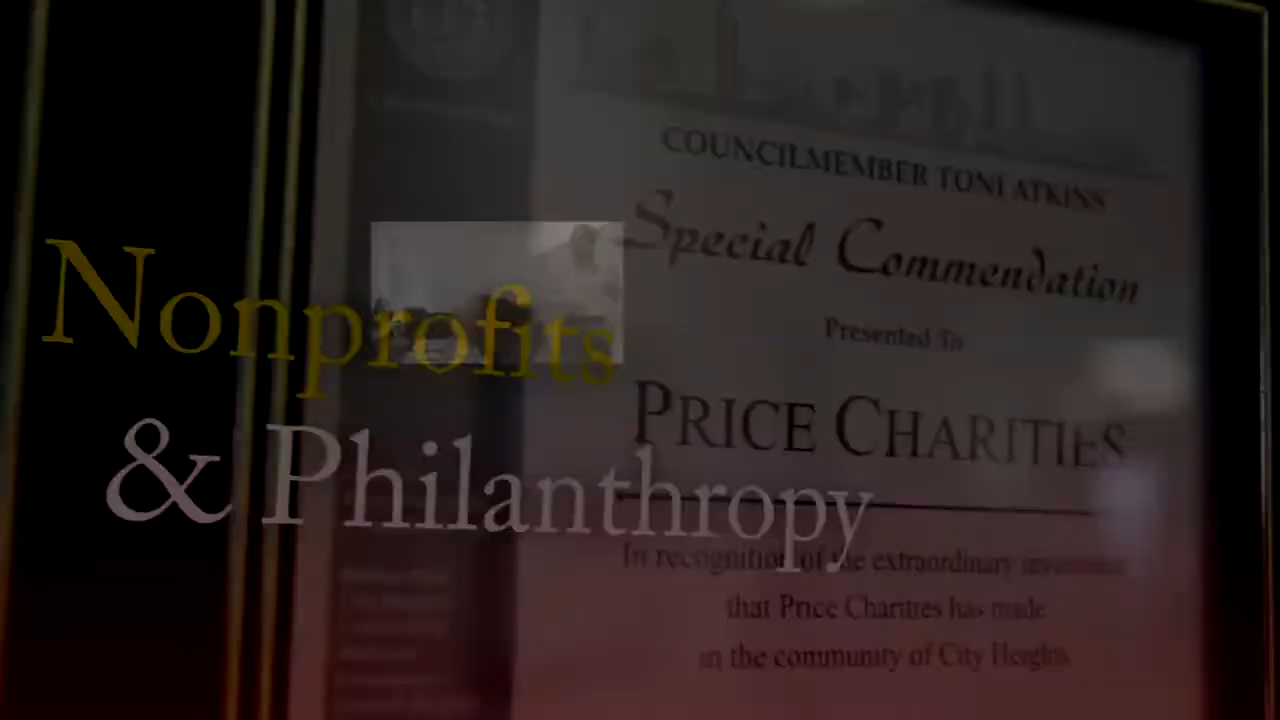 COUNCILMEMBER TONI ATKINS
Special Commendation
Presented To
PRICE CHARITIES
In recognition of the extraordinary
that Price Charities has made
in the community of City Heights
Nonprofits
& Philanthropy